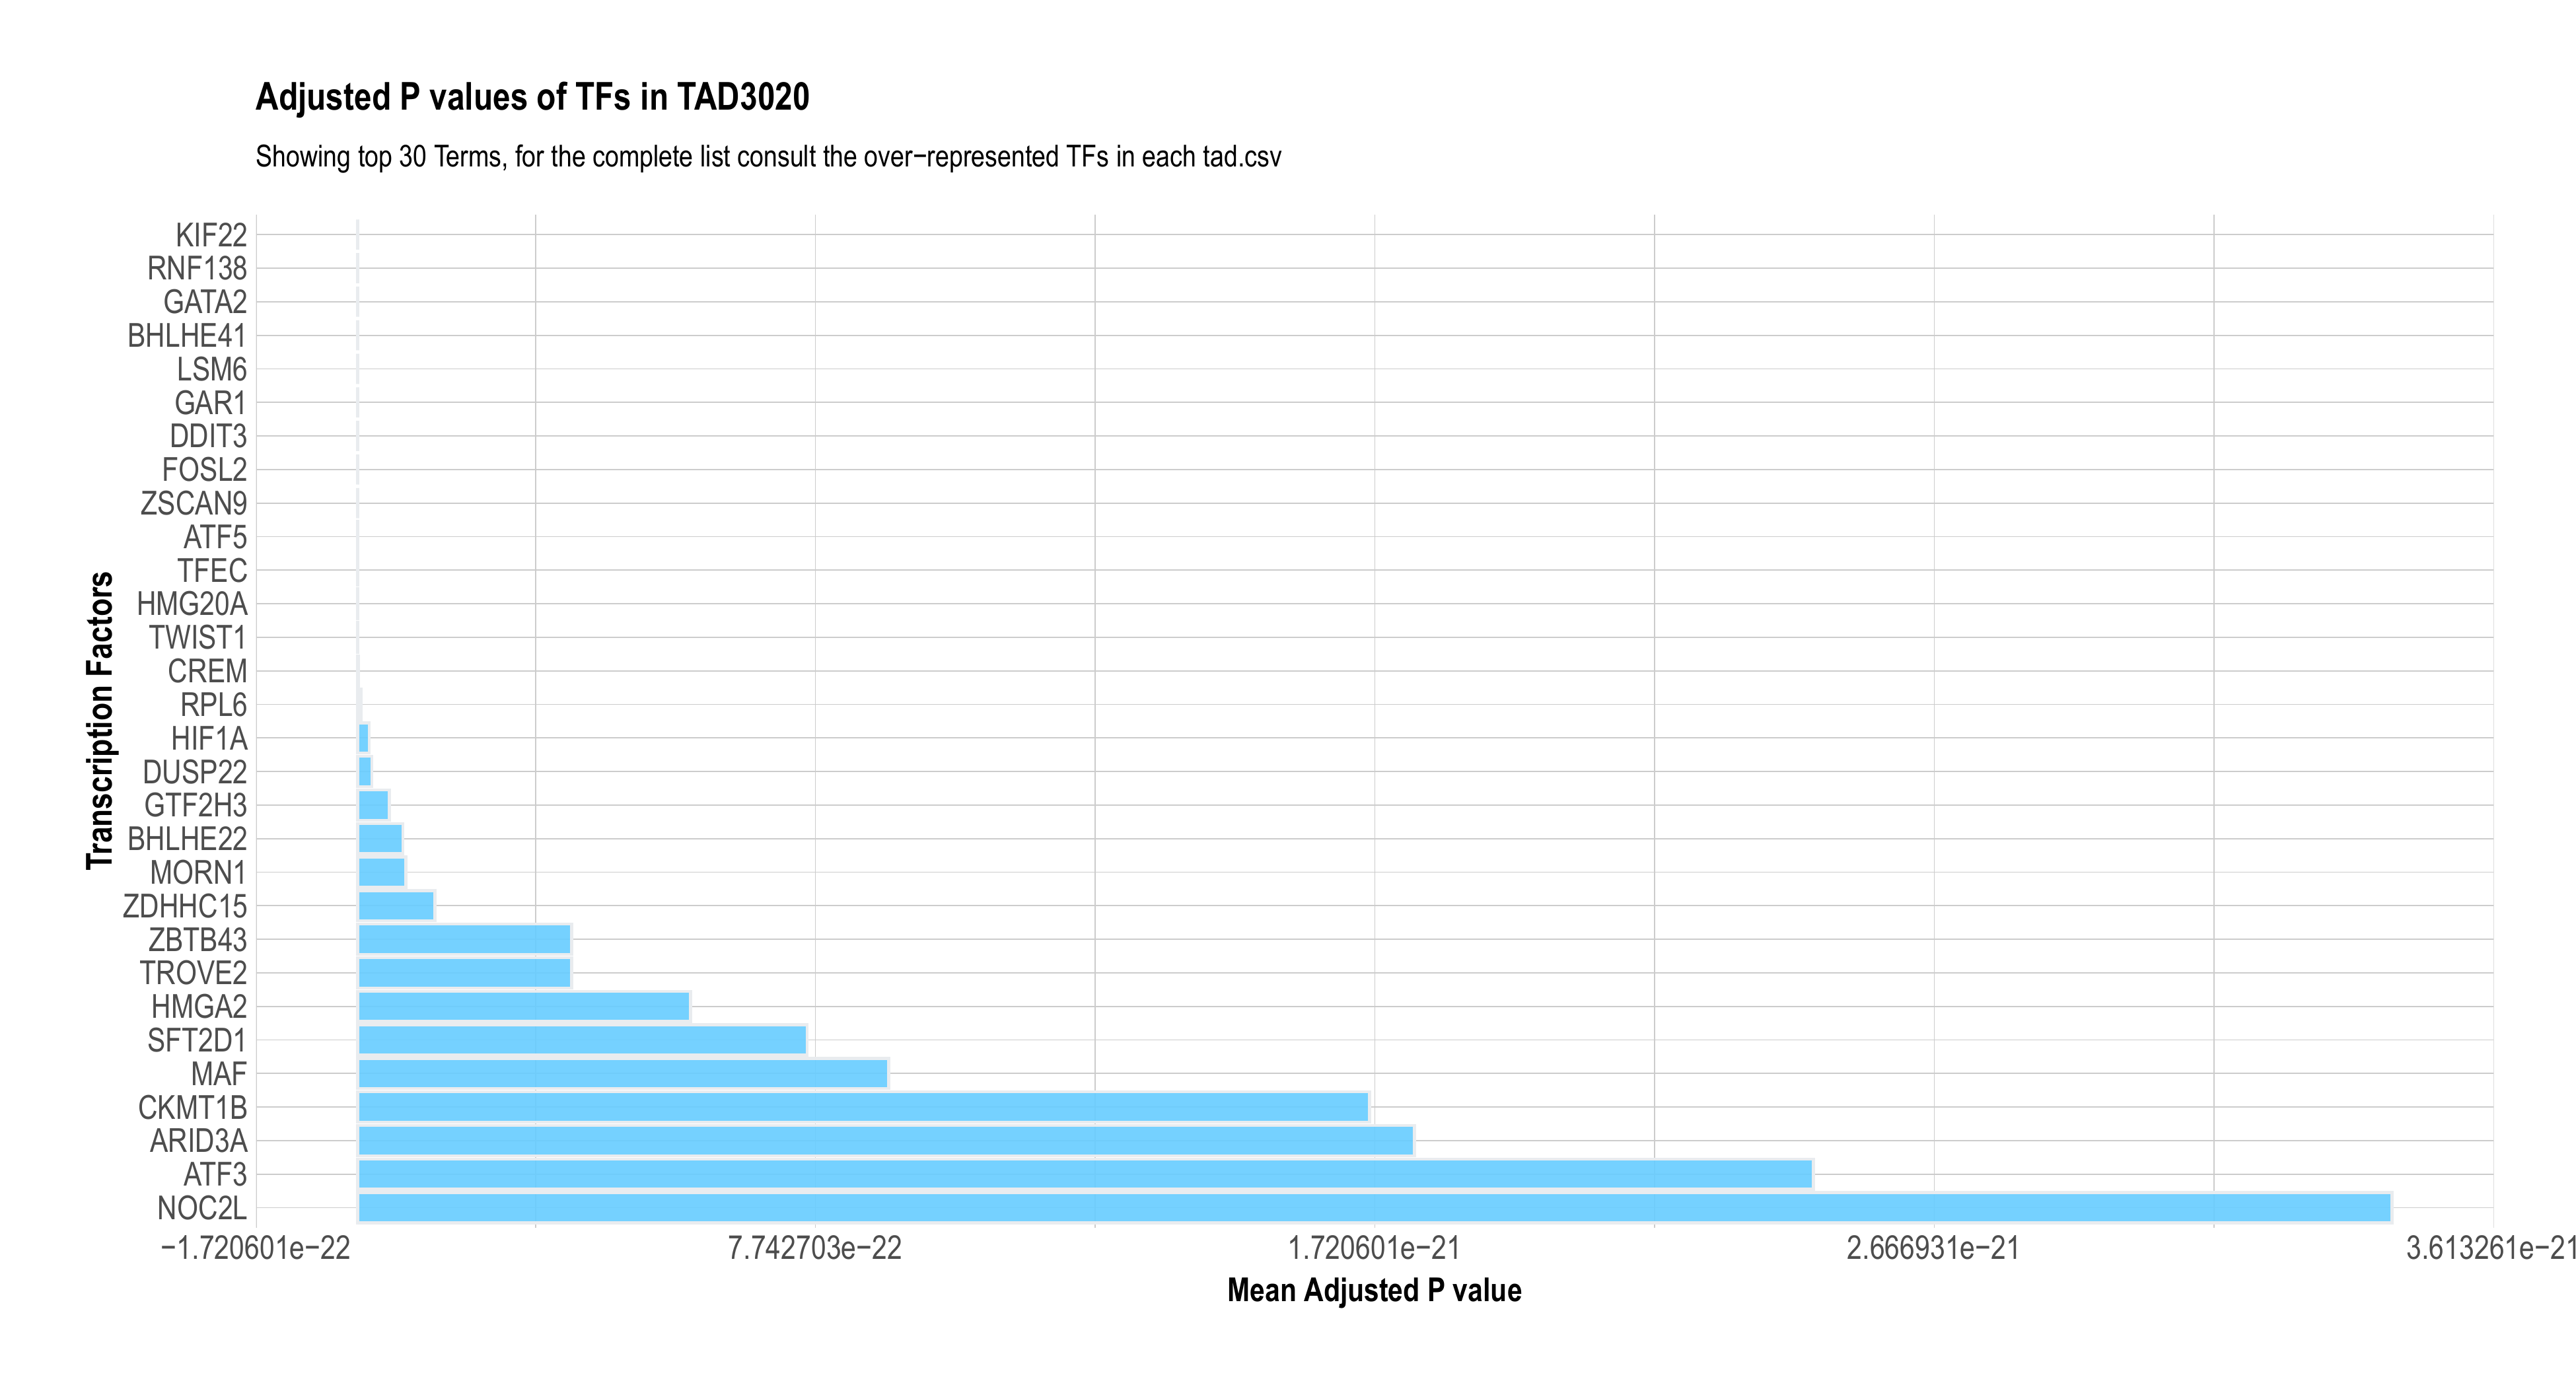 Adjusted P values of TFs in TAD3020
Showing top 30 Terms, for the complete list consult the over−represented TFs in each tad.csv
Transcription Factors
KIF22
RNF138
GATA2
BHLHE41
LSM6
GAR1
DDIT3
FOSL2
ZSCAN9
ATF5
TFEC
HMG20A
TWIST1
CREM
RPL6
HIF1A
DUSP22
GTF2H3
BHLHE22
MORN1
ZDHHC15
ZBTB43
TROVE2
HMGA2
SFT2D1
MAF
CKMT1B
ARID3A
ATF3
NOC2L
−1.720601e−22 7.742703e−22 1.720601e−21 2.666931e−21 3.613261e−21
Mean Adjusted P value